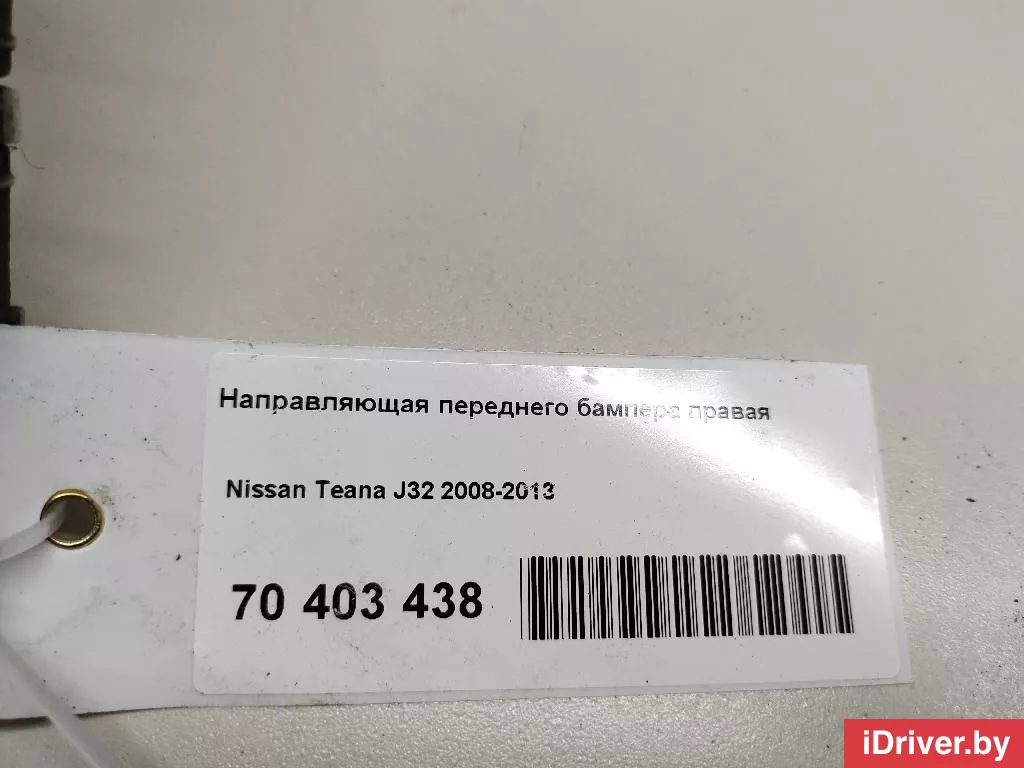 Направляющая переднего бампера правая
Nissan Teana J32 2008-2013
70 403 438
iDriver.by